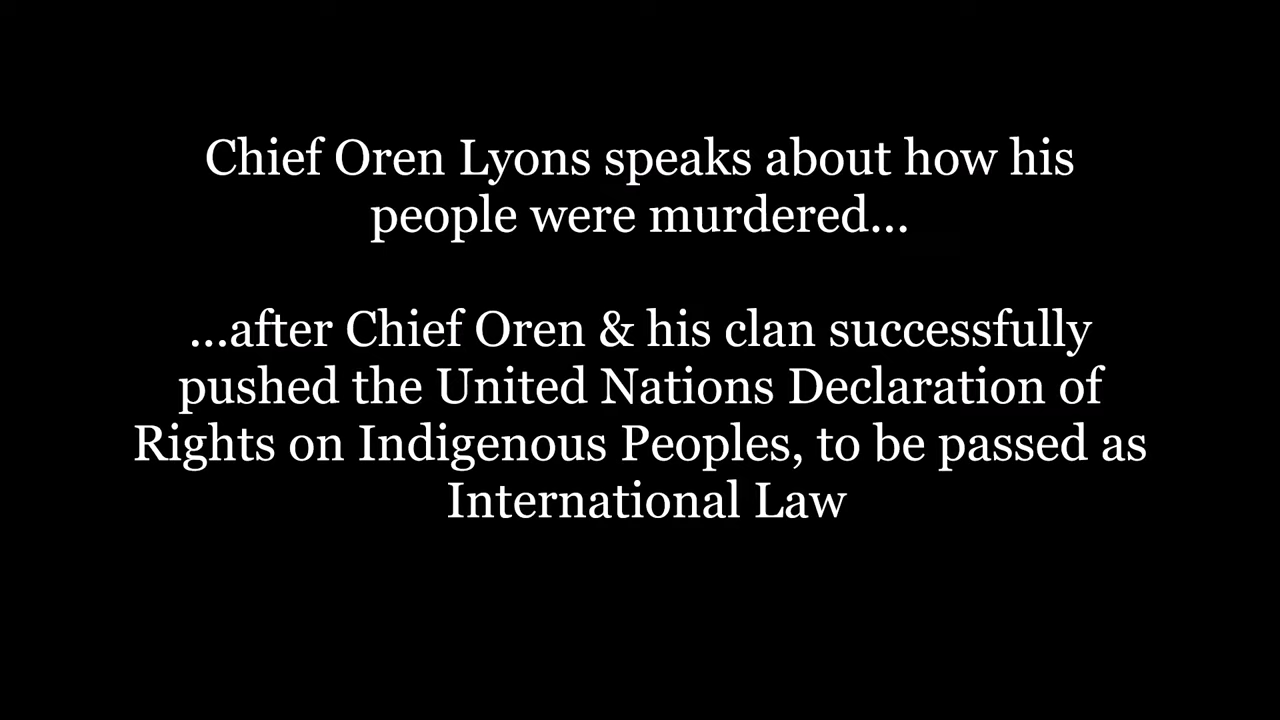 Chief Oren Lyons speaks about how his
people were murdered...
...after Chief Oren & his clan successfully
pushed the United Nations Declaration of
Rights on Indigenous Peoples, to be passed as
International Law